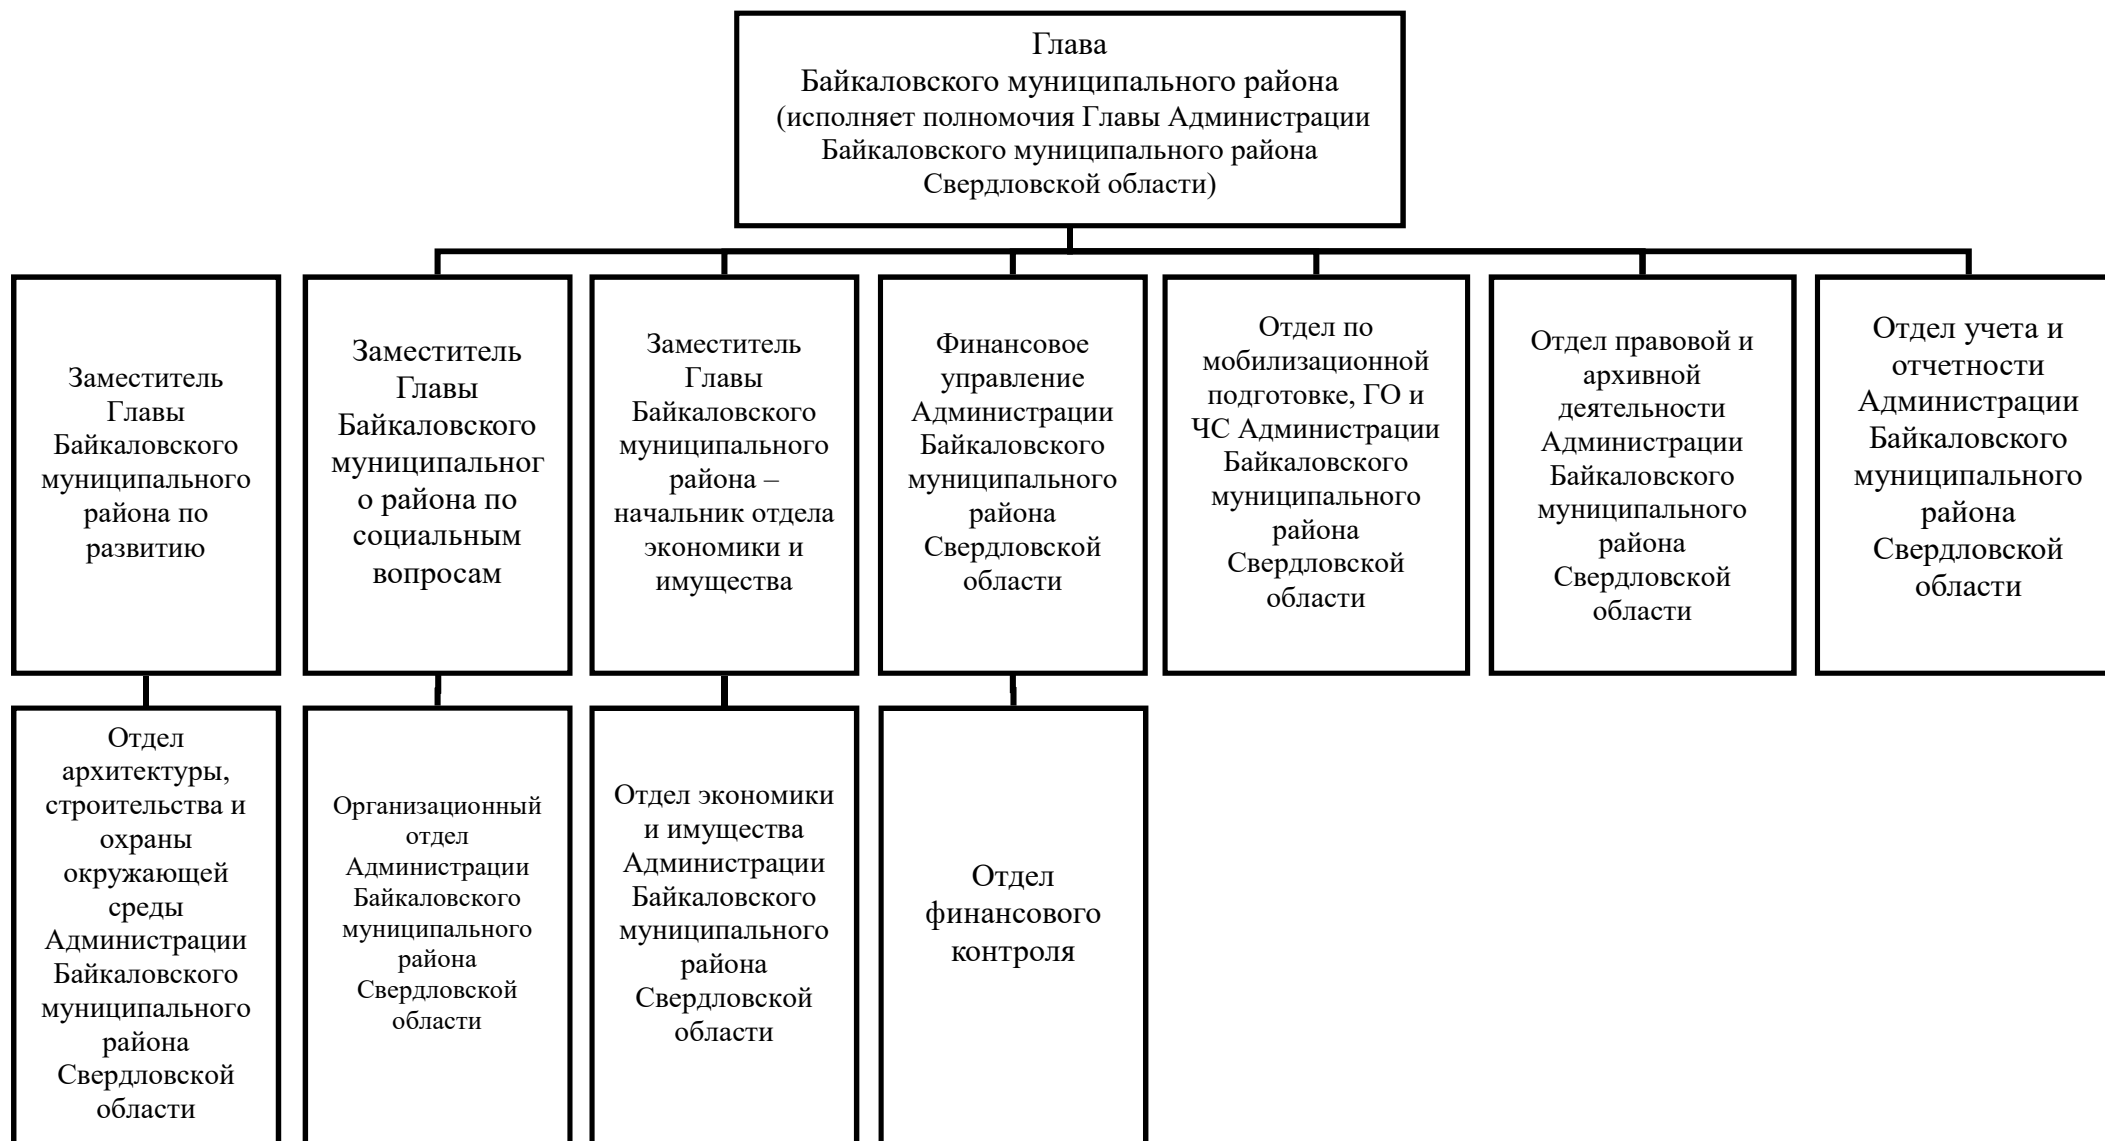 Глава
Байкаловского муниципального района
(исполняет полномочия Главы Администрации
Байкаловского муниципального района
Свердловской области)
Заместитель
Главы
Байкаловского
муниципального
района по
развитию
Заместитель
Главы
Байкаловского
муниципальног
о района по
социальным
вопросам
Заместитель
Главы
Байкаловского
муниципального
района –
начальник отдела
экономики и
имущества
Финансовое
управление
Администрации
Байкаловского
муниципального
района
Свердловской
области
Отдел по
мобилизационной
подготовке, ГО и
ЧС Администрации
Байкаловского
муниципального
района
Свердловской
области
Отдел правовой и
архивной
деятельности
Администрации
Байкаловского
муниципального
района
Свердловской
области
Отдел учета и
отчетности
Администрации
Байкаловского
муниципального
района
Свердловской
области
Отдел
архитектуры,
строительства и
охраны
окружающей
среды
Администрации
Байкаловского
муниципального
района
Свердловской
области
Организационный
отдел
Администрации
Байкаловского
муниципального
района
Свердловской
области
Отдел экономики
и имущества
Администрации
Байкаловского
муниципального
района
Свердловской
области
Отдел
финансового
контроля